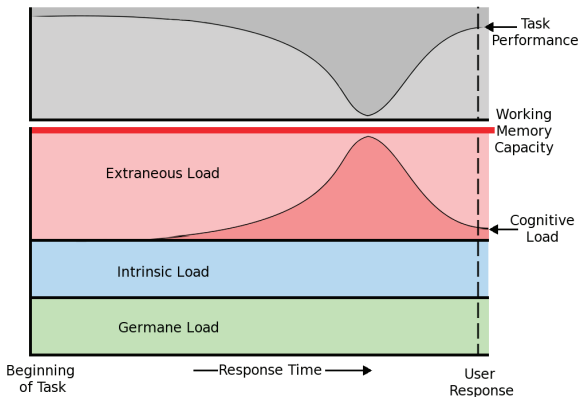 Task
Performance
Working
Memory
Capacity
Extraneous Load
Cognitive
Load
Intrinsic Load
Germane Load
Beginning
of Task
Response Time
User
Response